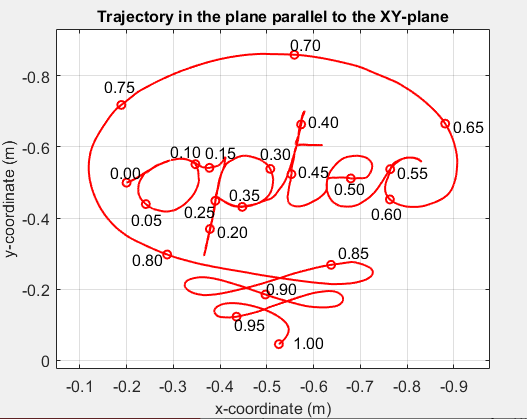 Trajectory in the plane parallel to the XY-plane
y-coordinate (m)
-0.8
-0.6
-0.4
-0.2
0
0.70
0.75
0.40
0.65
0.10 0.15 0.30
0.00 0.45 0.55
0.50
0.05 0.25 0.35 0.60
0.20
0.80 0.85
0.90
0.95 1.00
-0.1 -0.2 -0.3 -0.4 -0.5 -0.6 -0.7 -0.8 -0.9
x-coordinate (m)